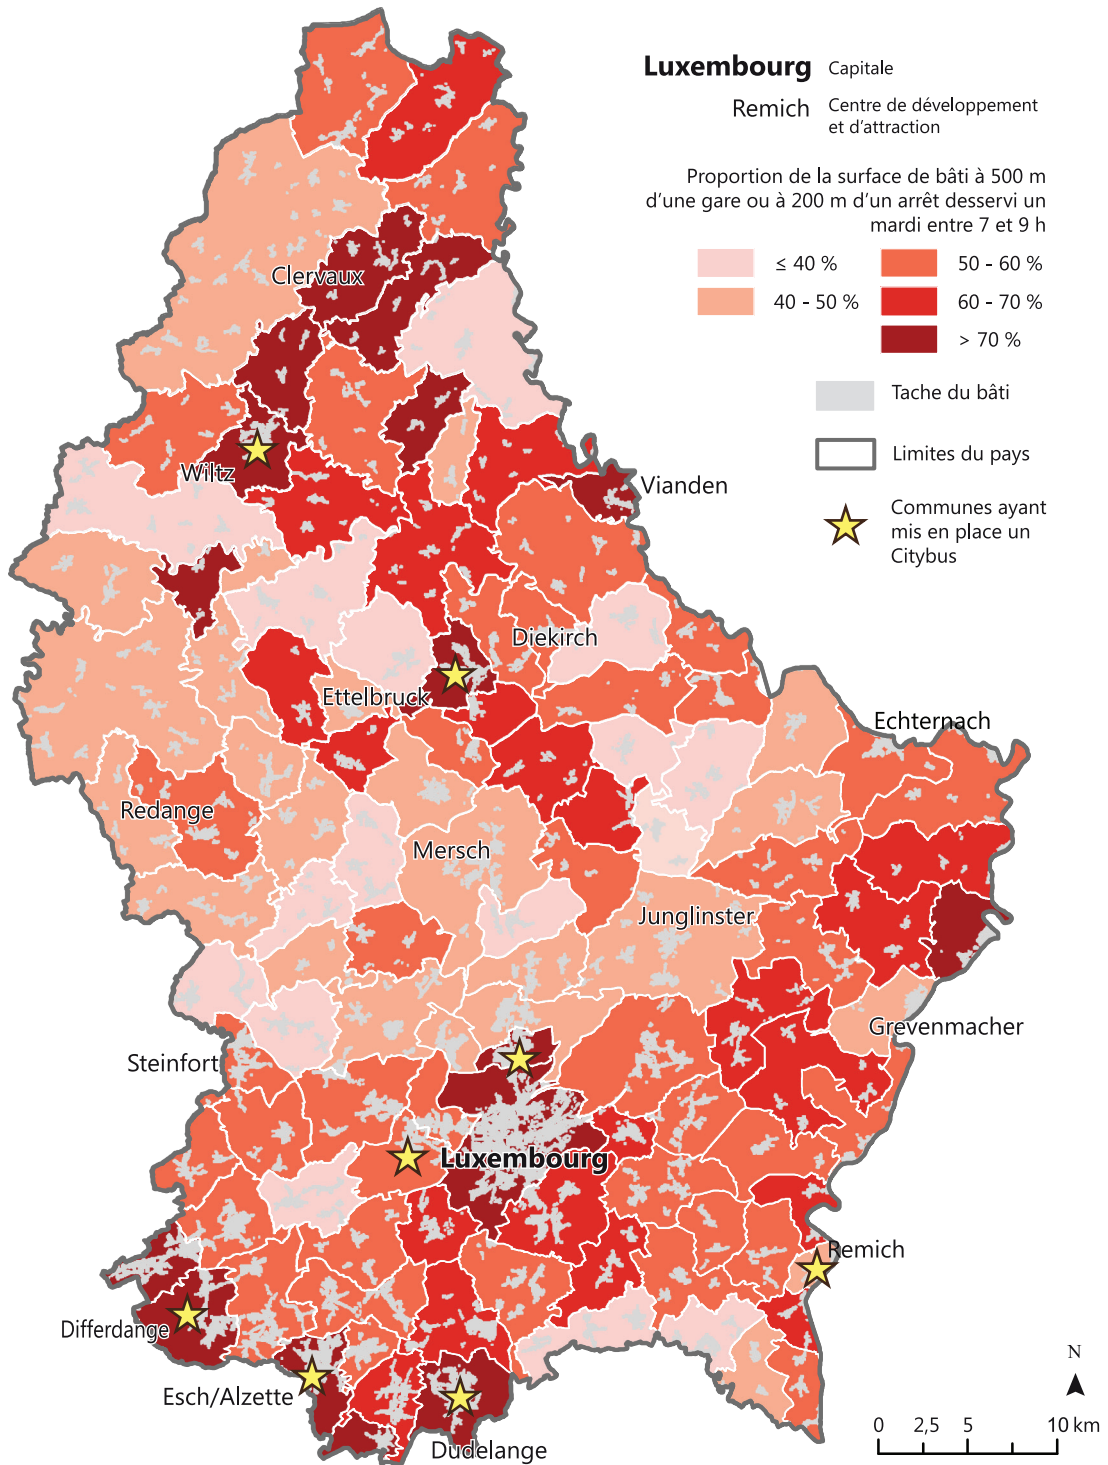 Luxembourg Capitale
Remich Centre de développement
et d'attraction
Proportion de la surface de bâti à 500 m
d'une gare ou à 200 m d'un arrêt desservi un
mardi entre 7 et 9 h
≤ 40 % 50 - 60 %
40 - 50 % 60 - 70 %
> 70 %
Tache du bâti
Limites du pays
Communes ayant
mis en place un
Citybus
Clervaux
Wiltz
Vianden
Diekirch
Ettelbruck
Echternach
Redange
Mersch
Junglinster
Grevenmacher
Steinfort
Luxembourg
Remich
Differdange
Esch/Alzette
Dudelange
N
0 2,5 5 10 km